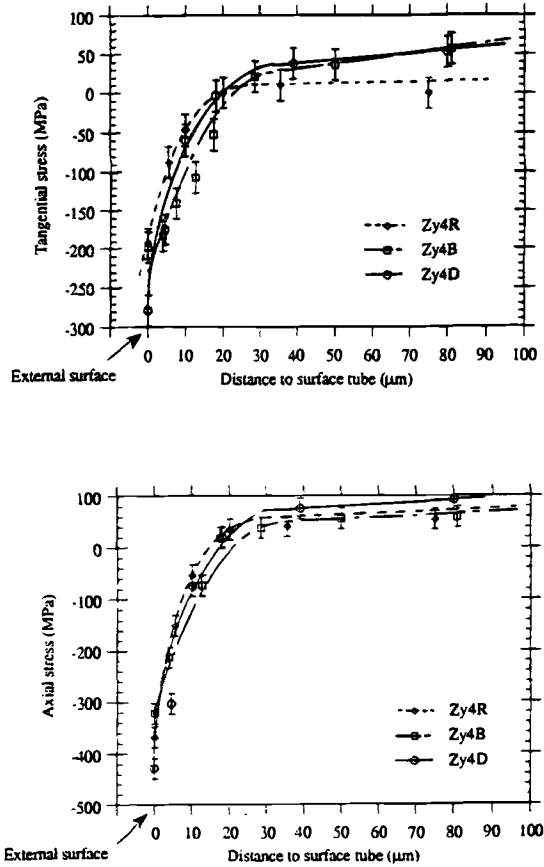 100
50
0
-50
-100
-150
-200
-250
-300
Tangential stress (MPa)
Zy4R
Zy4B
Zy4D
0 10 20 30 40 50 60 70 80 90 100
External surface
Distance to surface tube (μm)
100
0
-100
-200
-300
-400
-500
Axial stress (MPa)
Zy4R
Zy4B
Zy4D
0 10 20 30 40 50 60 70 80 90 100
External surface
Distance to surface tube (μm)